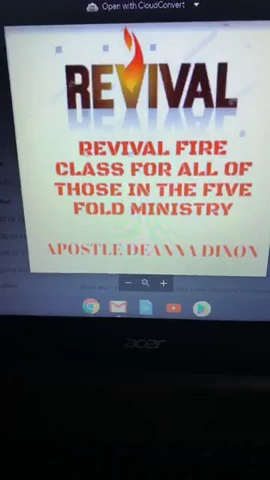 Open with CloudConvert
REVIVAL
REVIVAL FIRE
CLASS FOR ALL OF
THOSE IN THE FIVE
FOLD MINISTRY
APOSTLE DEANNA DIXON
acer